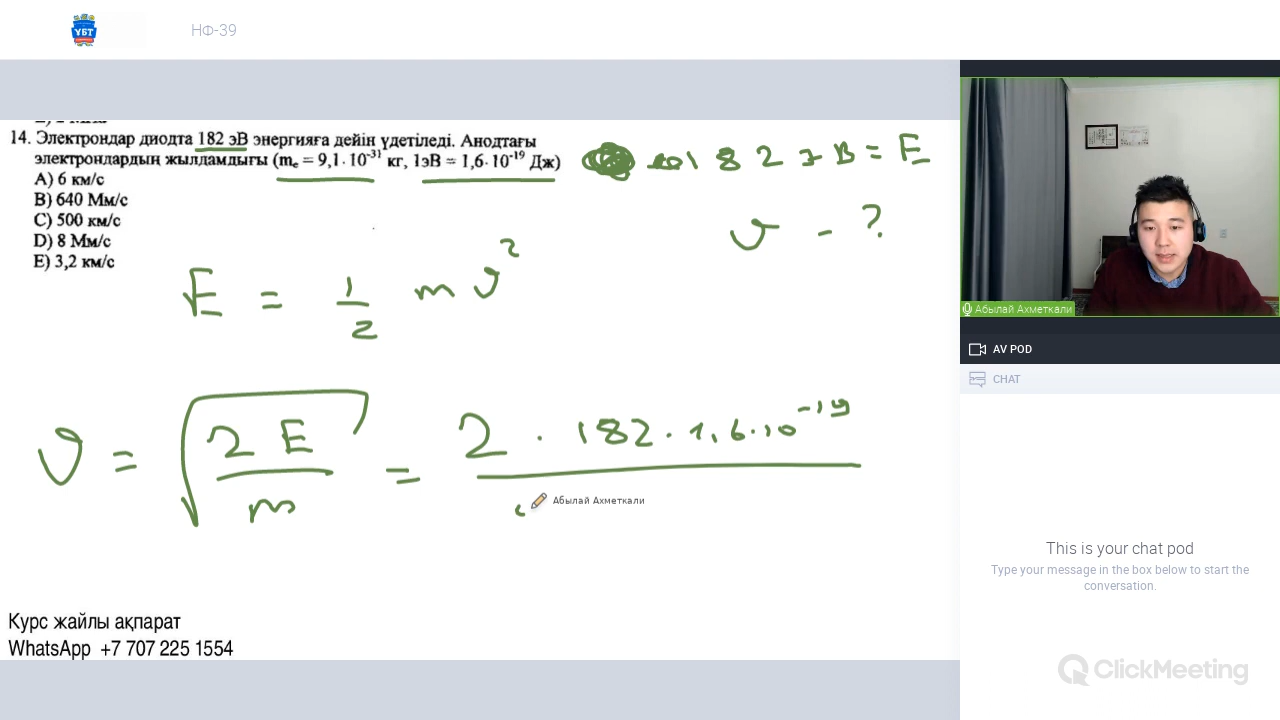 ҰБТ
НФ-39
14. Электрондар диодта 182 эВ энергияға дейін үдетіледі. Анодтағы
электрондардың жылдамдығы (mₑ = 9,1·10⁻³¹ кг, 1эВ = 1,6·10⁻¹⁹ Дж)
A) 6 км/с
B) 640 Мм/с
C) 500 км/с
D) 8 Мм/с
E) 3,2 км/с
182 эВ = E
v - ?
E = 1/2 m v²
v = √(2E/m) = 2 · 182 · 1,6 · 10⁻¹⁹
Абылай Ахметкали
Курс жайлы ақпарат
WhatsApp +7 707 225 1554
Абылай Ахметкали
AV POD
CHAT
This is your chat pod
Type your message in the box below to start the
conversation.
ClickMeeting